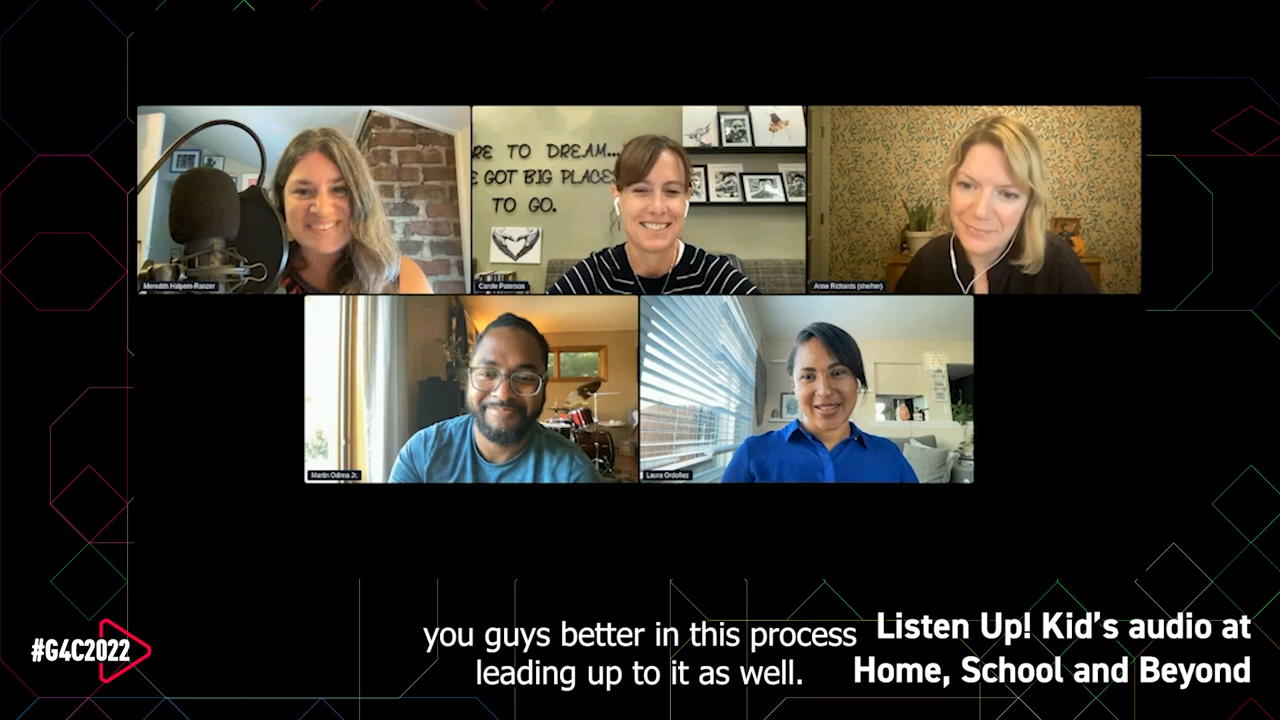 RE TO DREAM...
E GOT BIG PLACES
TO GO.
Meredith Halpern-Ranzer
Carole Paterson
Anne Richards (she/her)
Martin Odima Jr.
Laura Ordoñez
#G4C2022
you guys better in this process
leading up to it as well.
Listen Up! Kid's audio at
Home, School and Beyond